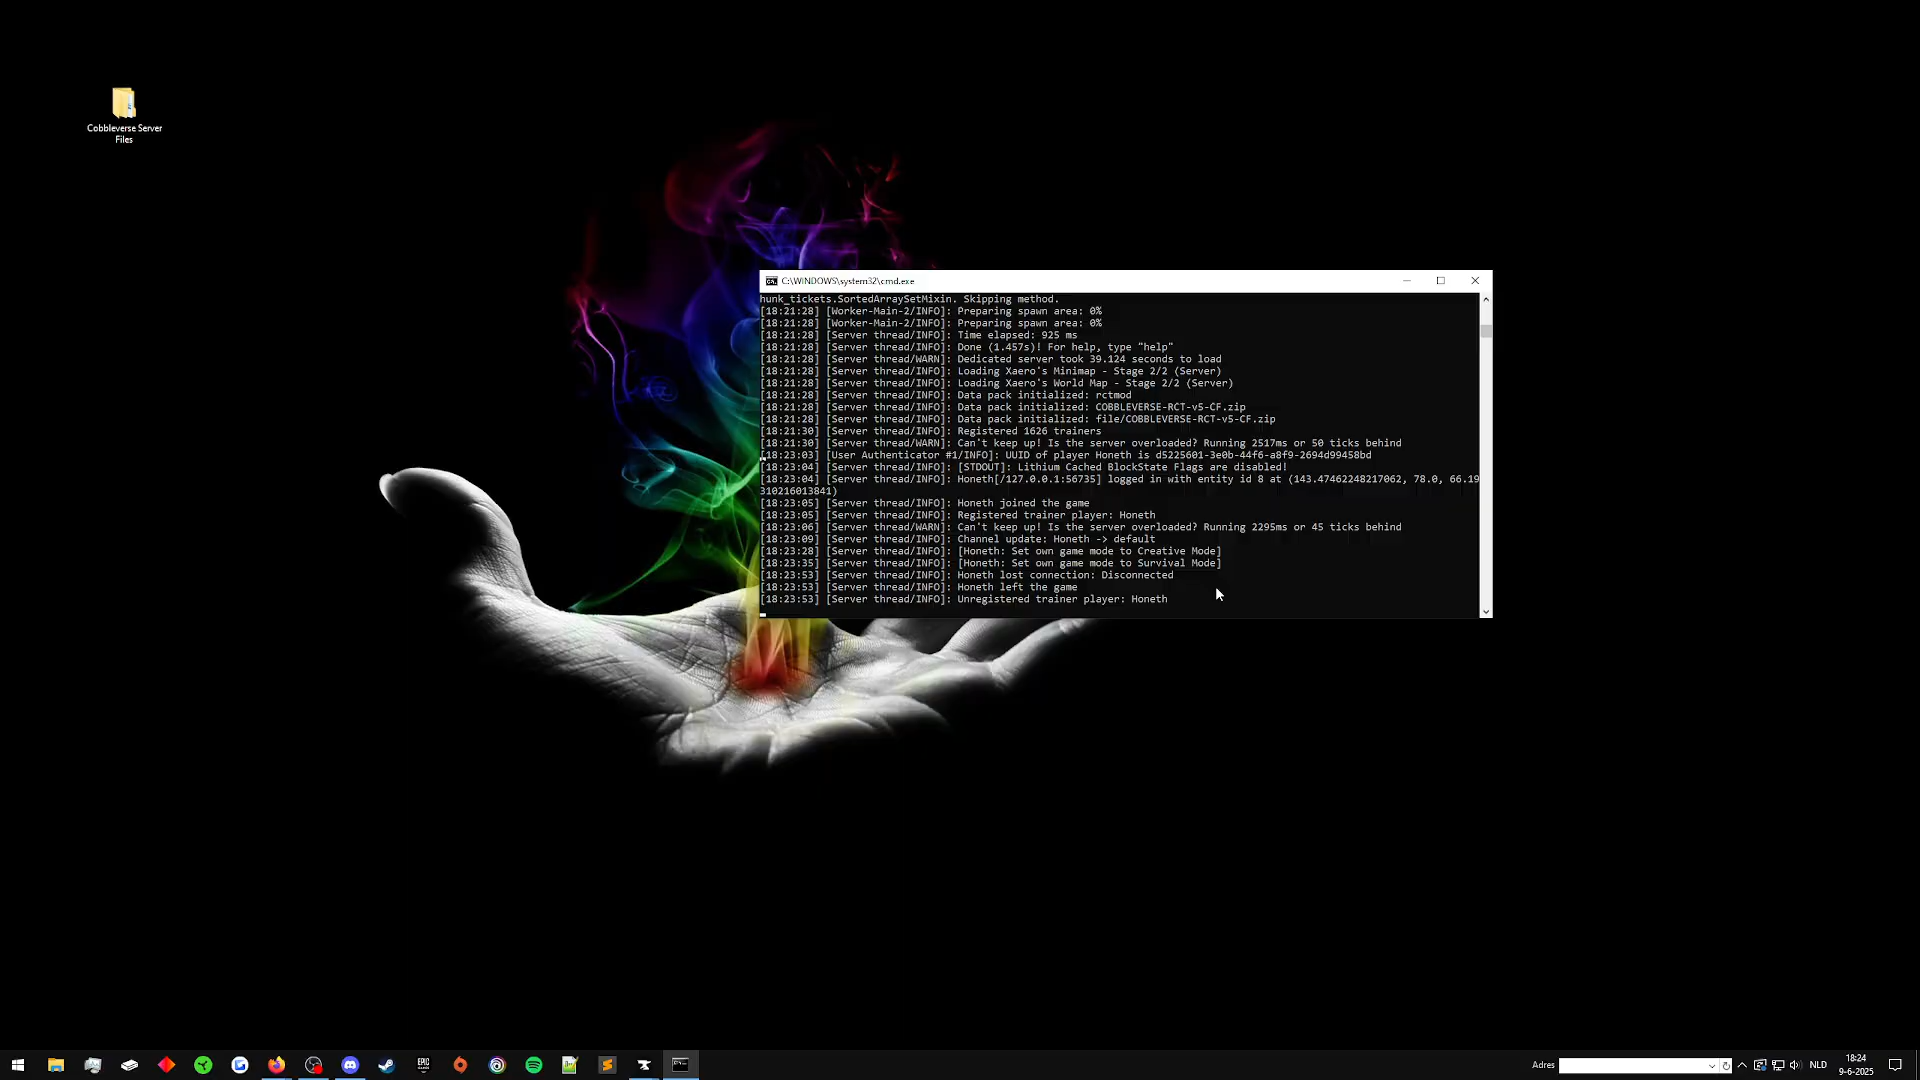 Cobbleverse Server
Files
C:\WINDOWS\system32\cmd.exe
hunk_tickets.SortedArraySetMixin. Skipping method.
[18:21:28] [Worker-Main-2/INFO]: Preparing spawn area: 0%
[18:21:28] [Worker-Main-2/INFO]: Preparing spawn area: 0%
[18:21:28] [Server thread/INFO]: Time elapsed: 925 ms
[18:21:28] [Server thread/INFO]: Done (1.457s)! For help, type "help"
[18:21:28] [Server thread/WARN]: Dedicated server took 39.124 seconds to load
[18:21:28] [Server thread/INFO]: Loading Xaero's Minimap - Stage 2/2 (Server)
[18:21:28] [Server thread/INFO]: Loading Xaero's World Map - Stage 2/2 (Server)
[18:21:28] [Server thread/INFO]: Data pack initialized: rctmod
[18:21:28] [Server thread/INFO]: Data pack initialized: COBBLEVERSE-RCT-v5-CF.zip
[18:21:28] [Server thread/INFO]: Data pack initialized: file/COBBLEVERSE-RCT-v5-CF.zip
[18:21:30] [Server thread/INFO]: Registered 1626 trainers
[18:21:30] [Server thread/WARN]: Can't keep up! Is the server overloaded? Running 2517ms or 50 ticks behind
[18:23:03] [User Authenticator #1/INFO]: UUID of player Honeth is d5225601-3e0b-44f6-a8f9-2694d99458bd
[18:23:04] [Server thread/INFO]: [STDOUT]: Lithium Cached BlockState Flags are disabled!
[18:23:04] [Server thread/INFO]: Honeth[/127.0.0.1:56735] logged in with entity id 8 at (143.47462248217062, 78.0, 66.19
310216013841)
[18:23:05] [Server thread/INFO]: Honeth joined the game
[18:23:05] [Server thread/INFO]: Registered trainer player: Honeth
[18:23:06] [Server thread/WARN]: Can't keep up! Is the server overloaded? Running 2295ms or 45 ticks behind
[18:23:09] [Server thread/INFO]: Channel update: Honeth -> default
[18:23:28] [Server thread/INFO]: [Honeth: Set own game mode to Creative Mode]
[18:23:35] [Server thread/INFO]: [Honeth: Set own game mode to Survival Mode]
[18:23:53] [Server thread/INFO]: Honeth lost connection: Disconnected
[18:23:53] [Server thread/INFO]: Honeth left the game
[18:23:53] [Server thread/INFO]: Unregistered trainer player: Honeth
EPIC
Adres
NLD
18:24
9-6-2025